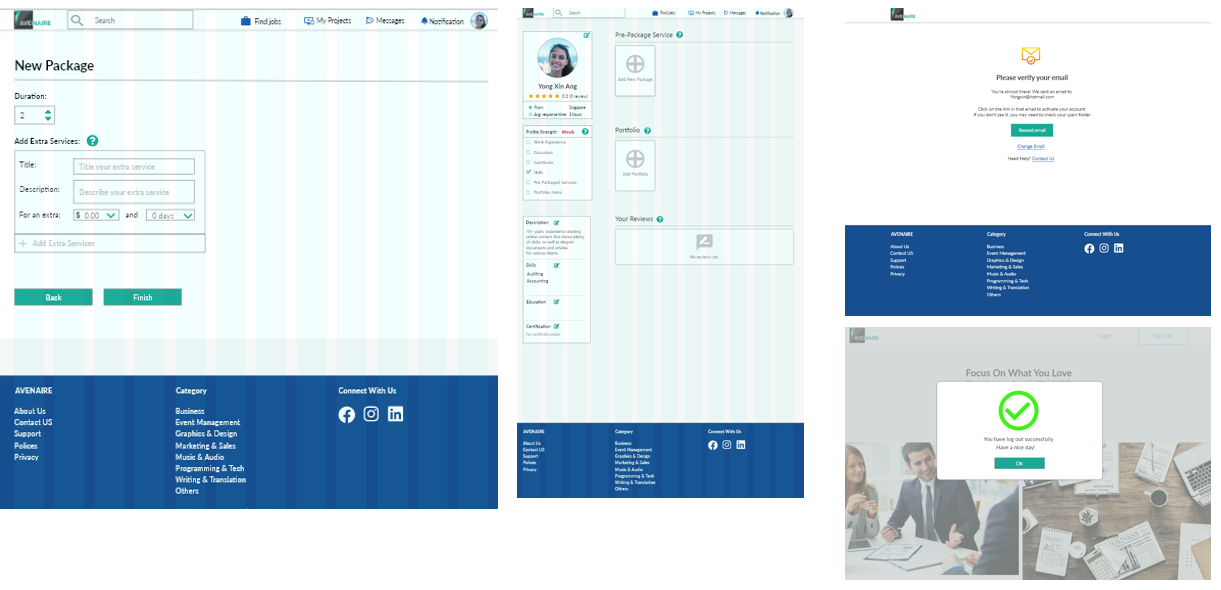 AVENAIRE
Search
Find jobs
My Projects
Messages
Notification
New Package
Duration:
2
Add Extra Services: ?
Title:
Title your extra service
Description:
Describe your extra service
For an extra:
$ 0.00
and
0 days
+ Add Extra Services
Back
Finish
AVENAIRE
About Us
Contact US
Support
Polices
Privacy
Category
Business
Event Management
Graphics & Design
Marketing & Sales
Music & Audio
Programming & Tech
Writing & Translation
Others
Connect With Us
AVENAIRE
Search
Find jobs
My Projects
Messages
Notification
Yong Xin Ang
0.0 (0 review)
From
Singapore
Avg. response time
3 hours
Profile Strength: Weak ?
Work Experience
Education
Certificate
Skills
Pre-Packaged Services
Portfolio Items
Description
10+ years' experience creating
online content that drives plenty
of clicks, as well as elegant
documents and articles
for various clients.
Skills
Auditing
Accounting
Education
Certification
No certificate added
Pre-Package Service ?
Add New Package
Portfolio ?
Add Portfolio
Your Reviews ?
No reviews yet
AVENAIRE
About Us
Contact US
Support
Polices
Privacy
Category
Business
Event Management
Graphics & Design
Marketing & Sales
Music & Audio
Programming & Tech
Writing & Translation
Others
Connect With Us
AVENAIRE
Please verify your email
You're almost there! We sent an email to
Yongxin@hotmail.com
Click on the link in that email to activate your account.
If you don't see it, you may need to check your spam folder
Resend email
Change Email
Need Help? Contact Us
AVENAIRE
About Us
Contact US
Support
Polices
Privacy
Category
Business
Event Management
Graphics & Design
Marketing & Sales
Music & Audio
Programming & Tech
Writing & Translation
Others
Connect With Us
AVENAIRE
Login
Sign Up
Focus On What You Love
You have log out successfully
Have a nice day!
Ok
BUSINESS